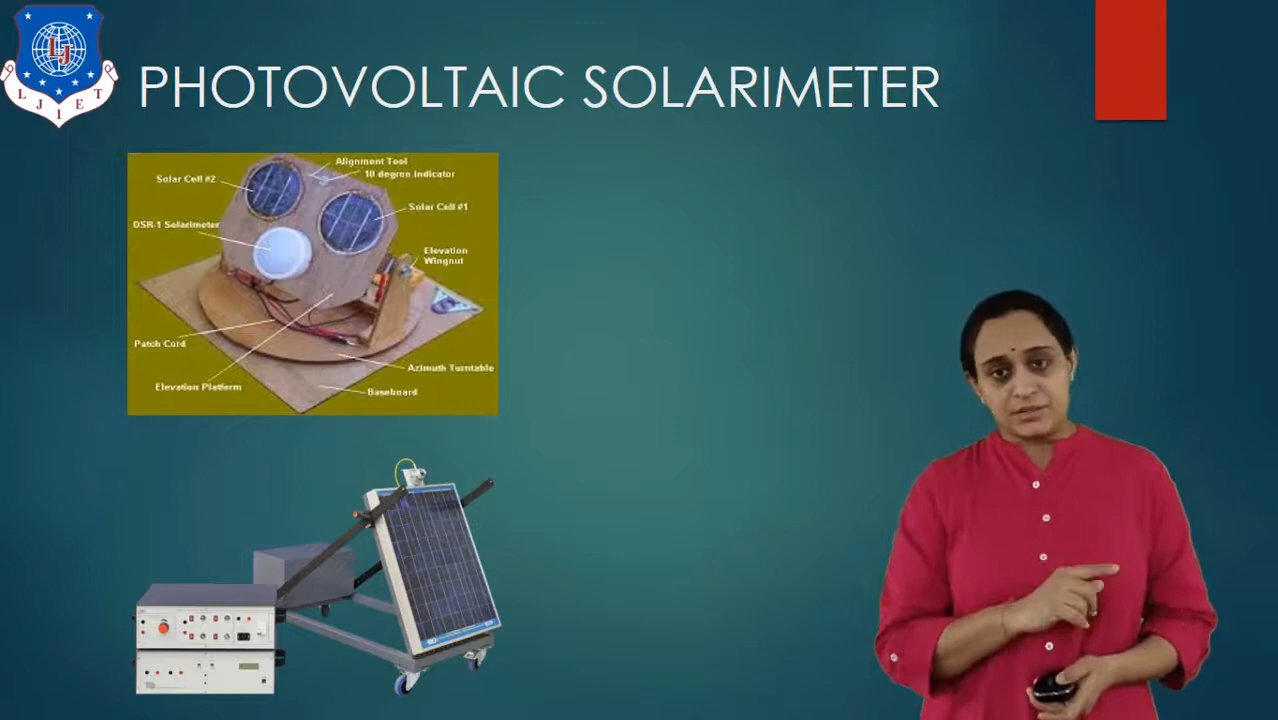 LJ
LJIET
PHOTOVOLTAIC SOLARIMETER
Alignment Tool
10 degree indicator
Solar Cell #2
Solar Cell #1
DSR-1 Solarimeter
Elevation
Wingnut
Patch Cord
Azimuth Turntable
Elevation Platform
Baseboard